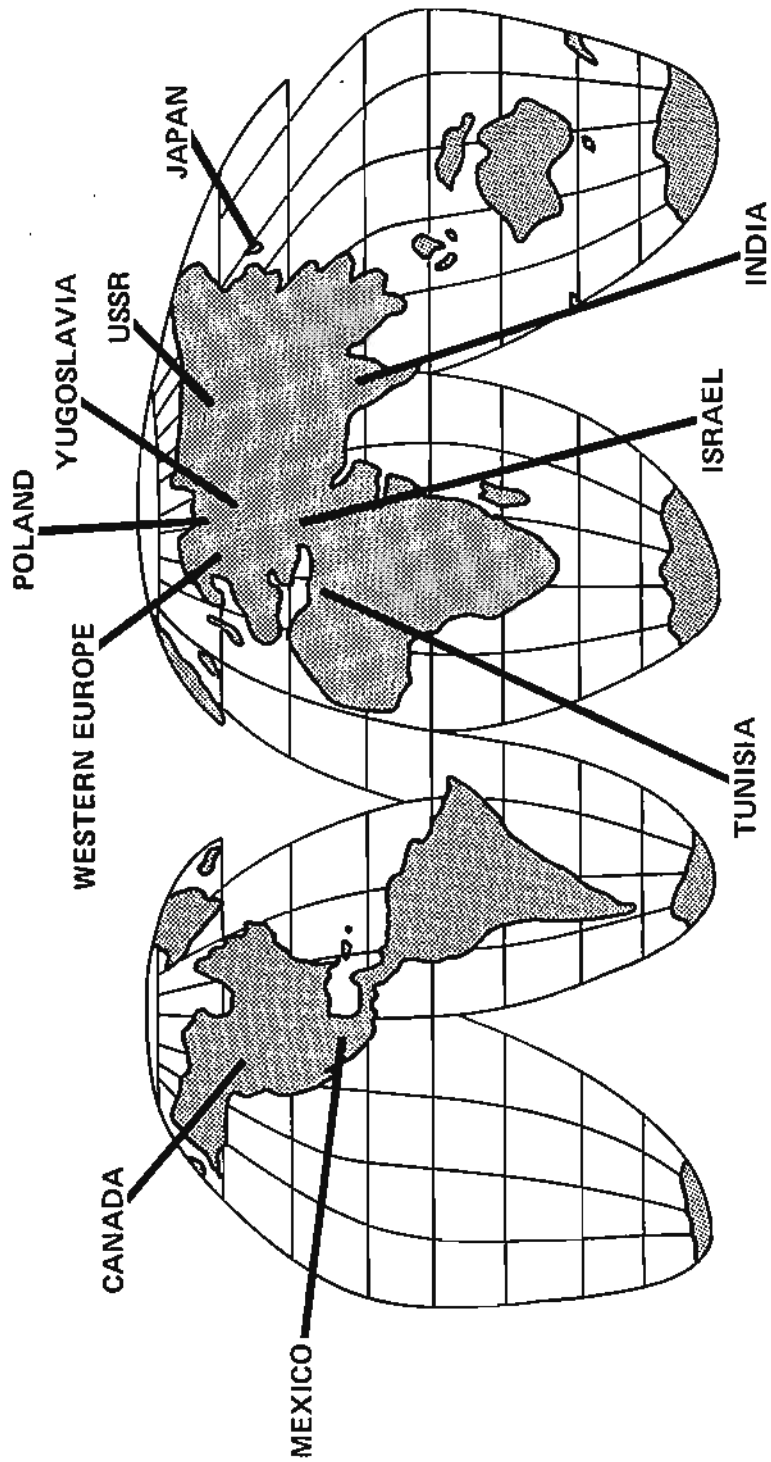 POLAND
YUGOSLAVIA
USSR
JAPAN
WESTERN EUROPE
CANADA
MEXICO
TUNISIA
ISRAEL
INDIA